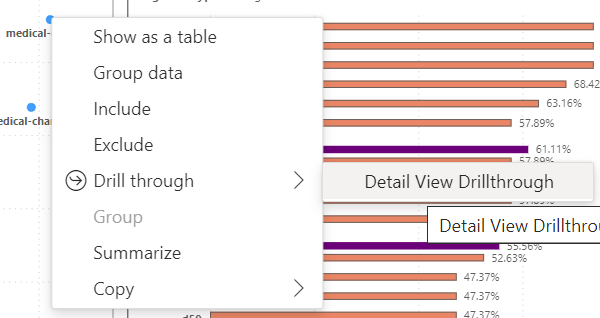 medical-
Show as a table
Group data
68.42
Include
63.16%
edical-char
57.89%
Exclude
61.11%
57.89%
Drill through
Detail View Drillthrough
Group
Detail View Drillthrou
Summarize
55.56%
52.63%
47.37%
Copy
47.37%
d50
47.37%